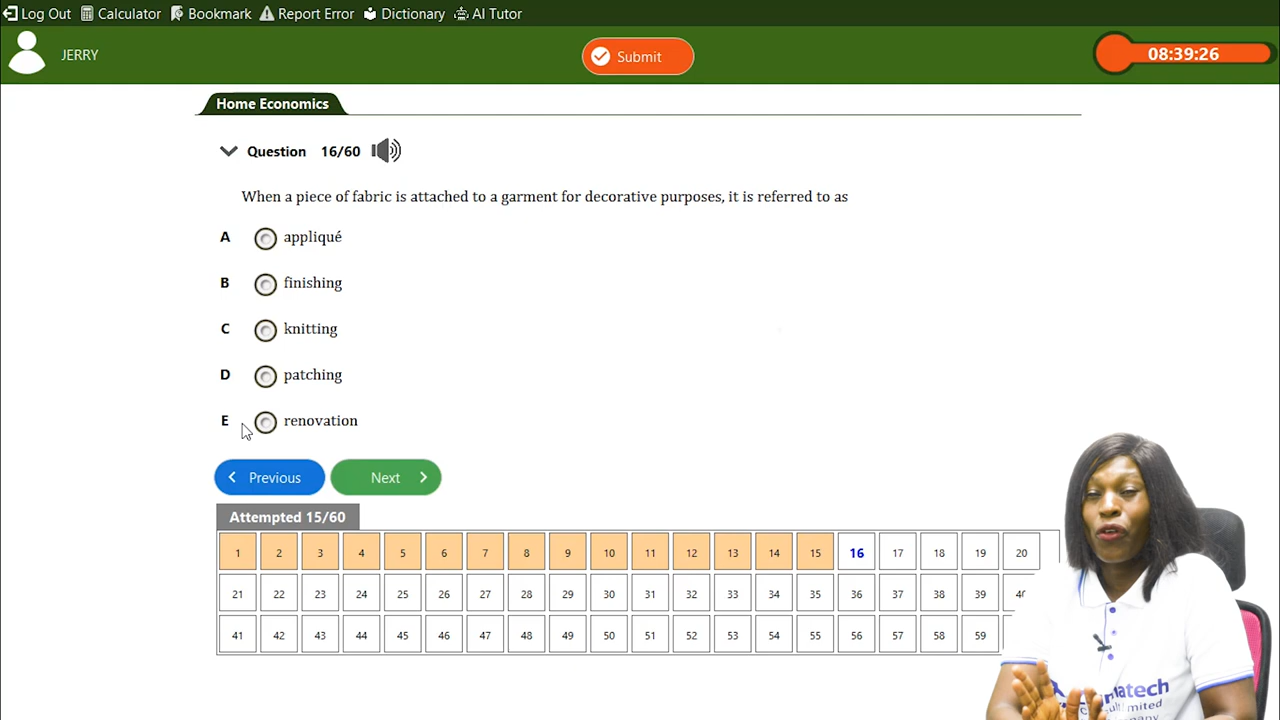 Log Out Calculator Bookmark Report Error Dictionary AI Tutor
JERRY
Submit
08:39:26
Home Economics
Question 16/60
When a piece of fabric is attached to a garment for decorative purposes, it is referred to as
A appliqué
B finishing
C knitting
D patching
E renovation
Previous Next
Attempted 15/60
1 2 3 4 5 6 7 8 9 10 11 12 13 14 15 16 17 18 19 20
21 22 23 24 25 26 27 28 29 30 31 32 33 34 35 36 37 38 39
41 42 43 44 45 46 47 48 49 50 51 52 53 54 55 56 57 58 59